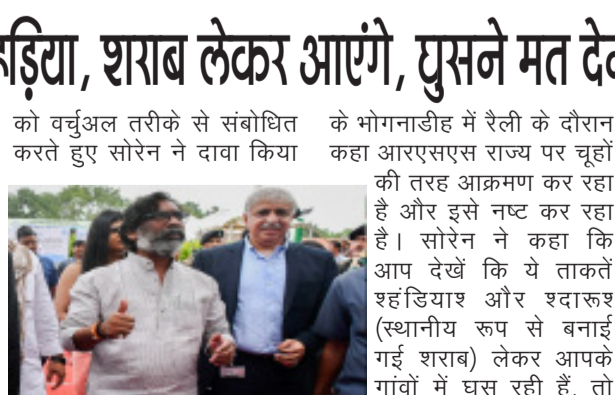 हड़िया, शराब लेकर आएंगे, घुसने मत
को वर्चुअल तरीके से संबोधित
करते हुए सोरेन ने दावा किया
के भोगनाडीह में रैली के दौरान
कहा आरएसएस राज्य पर चूहों
की तरह आक्रमण कर रहा
है और इसे नष्ट कर रहा
है। सोरेन ने कहा कि
आप देखें कि ये ताकतें
श्हंडियाश और श्दारूश
(स्थानीय रूप से बनाई
गई शराब) लेकर आपके
गांवों में घुस रही हैं, तो